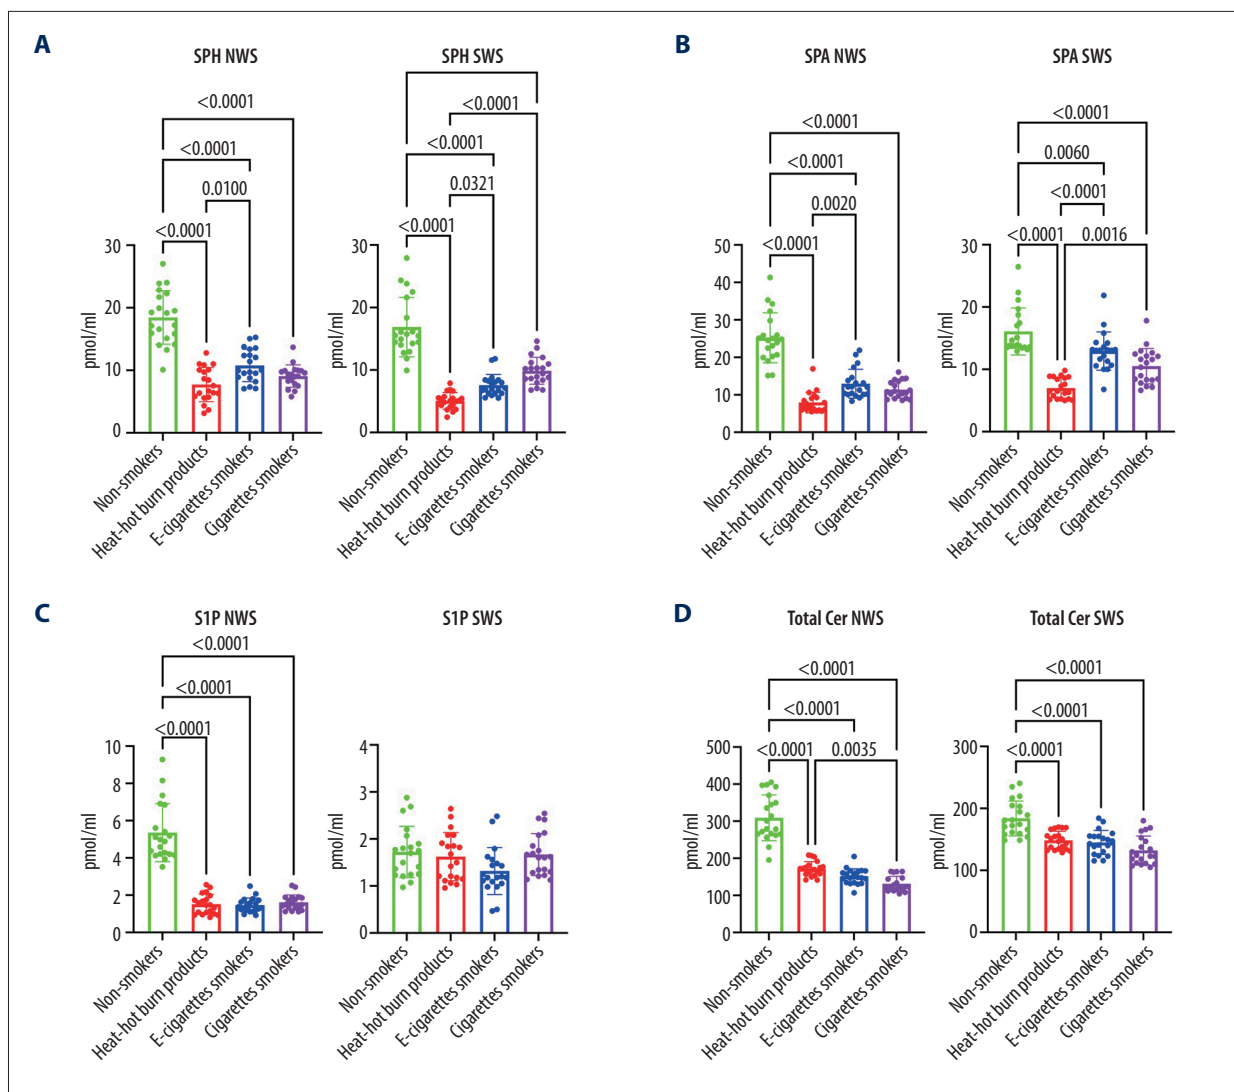 A
SPH NWS
<0.0001
<0.0001
0.0100
<0.0001
30
20
10
0
pmol/ml
Non-smokers
Heat-hot burn products
E-cigarettes smokers
Cigarettes smokers
SPH SWS
<0.0001
<0.0001
0.0321
<0.0001
30
20
10
0
pmol/ml
Non-smokers
Heat-hot burn products
E-cigarettes smokers
Cigarettes smokers
B
SPA NWS
<0.0001
<0.0001
0.0020
<0.0001
50
40
30
20
10
0
pmol/ml
Non-smokers
Heat-hot burn products
E-cigarettes smokers
Cigarettes smokers
SPA SWS
<0.0001
0.0060
<0.0001
<0.0001
0.0016
30
20
10
0
pmol/ml
Non-smokers
Heat-hot burn products
E-cigarettes smokers
Cigarettes smokers
C
S1P NWS
<0.0001
<0.0001
<0.0001
10
8
6
4
2
0
pmol/ml
Non-smokers
Heat-hot burn products
E-cigarettes smokers
Cigarettes smokers
S1P SWS
4
3
2
1
0
pmol/ml
Non-smokers
Heat-hot burn products
E-cigarettes smokers
Cigarettes smokers
D
Total Cer NWS
<0.0001
<0.0001
<0.0001
0.0035
500
400
300
200
100
0
pmol/ml
Non-smokers
Heat-hot burn products
E-cigarettes smokers
Cigarettes smokers
Total Cer SWS
<0.0001
<0.0001
<0.0001
300
200
100
0
pmol/ml
Non-smokers
Heat-hot burn products
E-cigarettes smokers
Cigarettes smokers